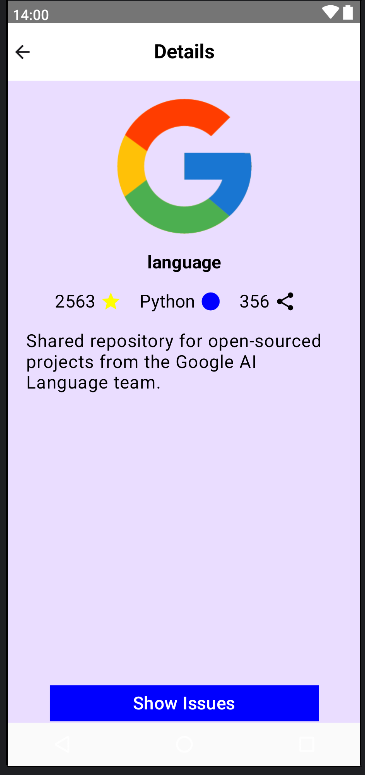 14:00
Details
language
2563 Python 356
Shared repository for open-sourced
projects from the Google AI
Language team.
Show Issues